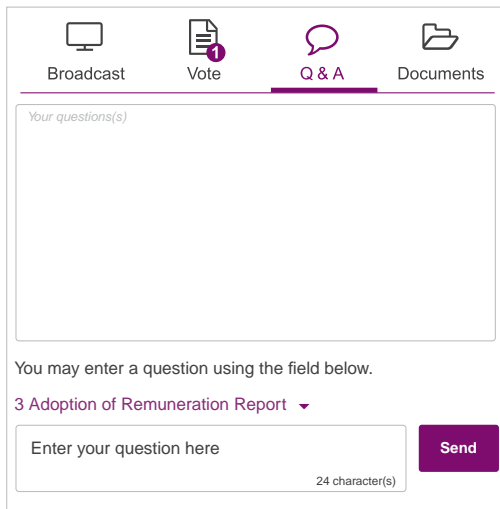 1
Broadcast Vote Q & A Documents
Your questions(s)
You may enter a question using the field below.
3 Adoption of Remuneration Report
Enter your question here
Send
24 character(s)